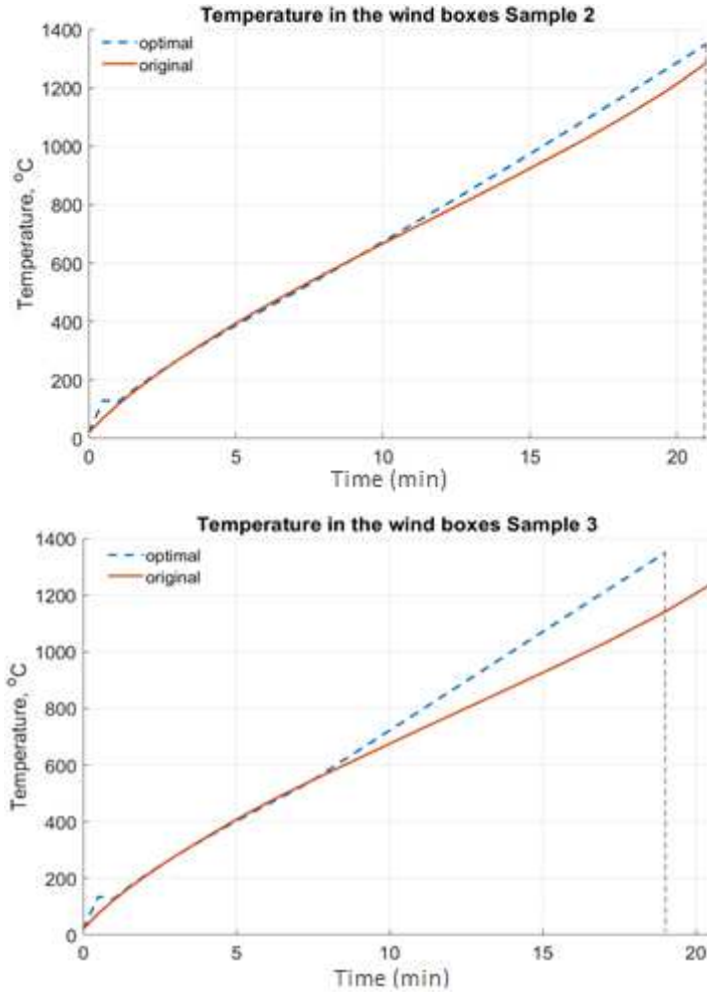 Temperature in the wind boxes Sample 2
1400
1200
1000
800
600
400
200
0
Temperature, °C
optimal
original
0 5 10 15 20
Time (min)
Temperature in the wind boxes Sample 3
1400
1200
1000
800
600
400
200
0
Temperature, °C
optimal
original
0 5 10 15 20
Time (min)